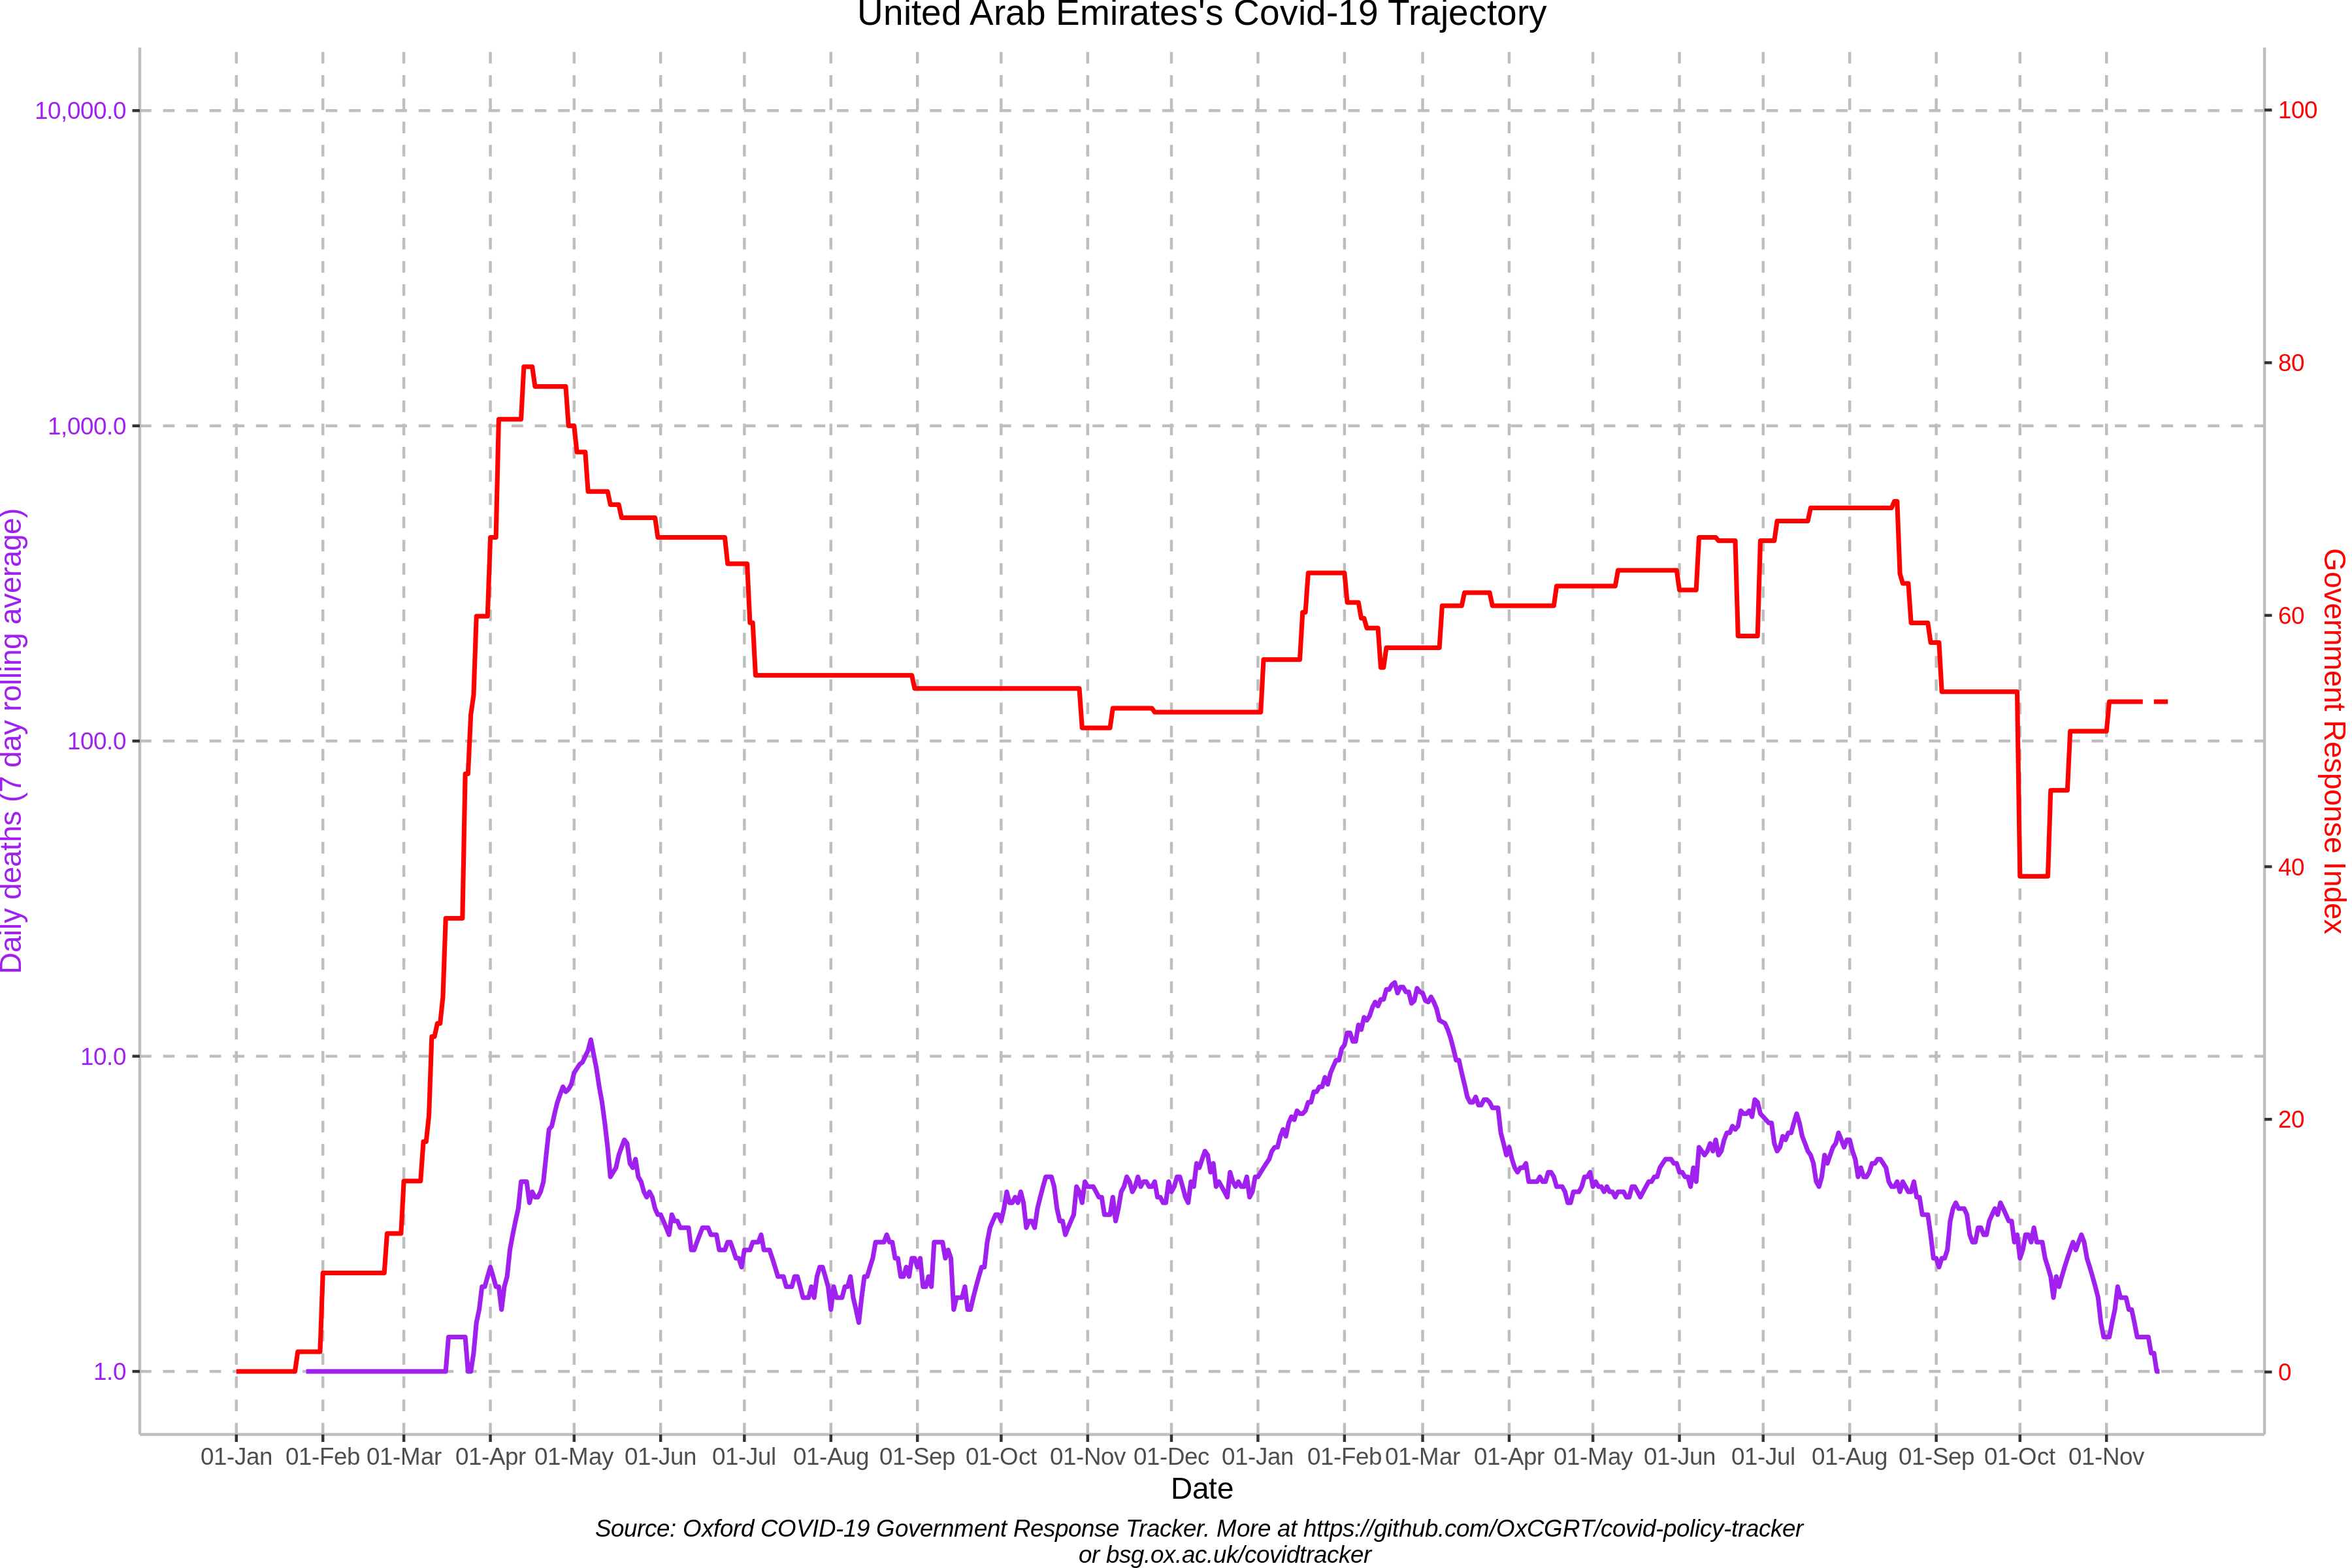 United Arab Emirates's Covid-19 Trajectory
10,000.0
1,000.0
100.0
10.0
1.0
Daily deaths (7 day rolling average)
100
80
60
40
20
0
Government Response Index
01-Jan 01-Feb 01-Mar 01-Apr 01-May 01-Jun 01-Jul 01-Aug 01-Sep 01-Oct 01-Nov 01-Dec 01-Jan 01-Feb 01-Mar 01-Apr 01-May 01-Jun 01-Jul 01-Aug 01-Sep 01-Oct 01-Nov
Date
Source: Oxford COVID-19 Government Response Tracker. More at https://github.com/OxCGRT/covid-policy-tracker
or bsg.ox.ac.uk/covidtracker